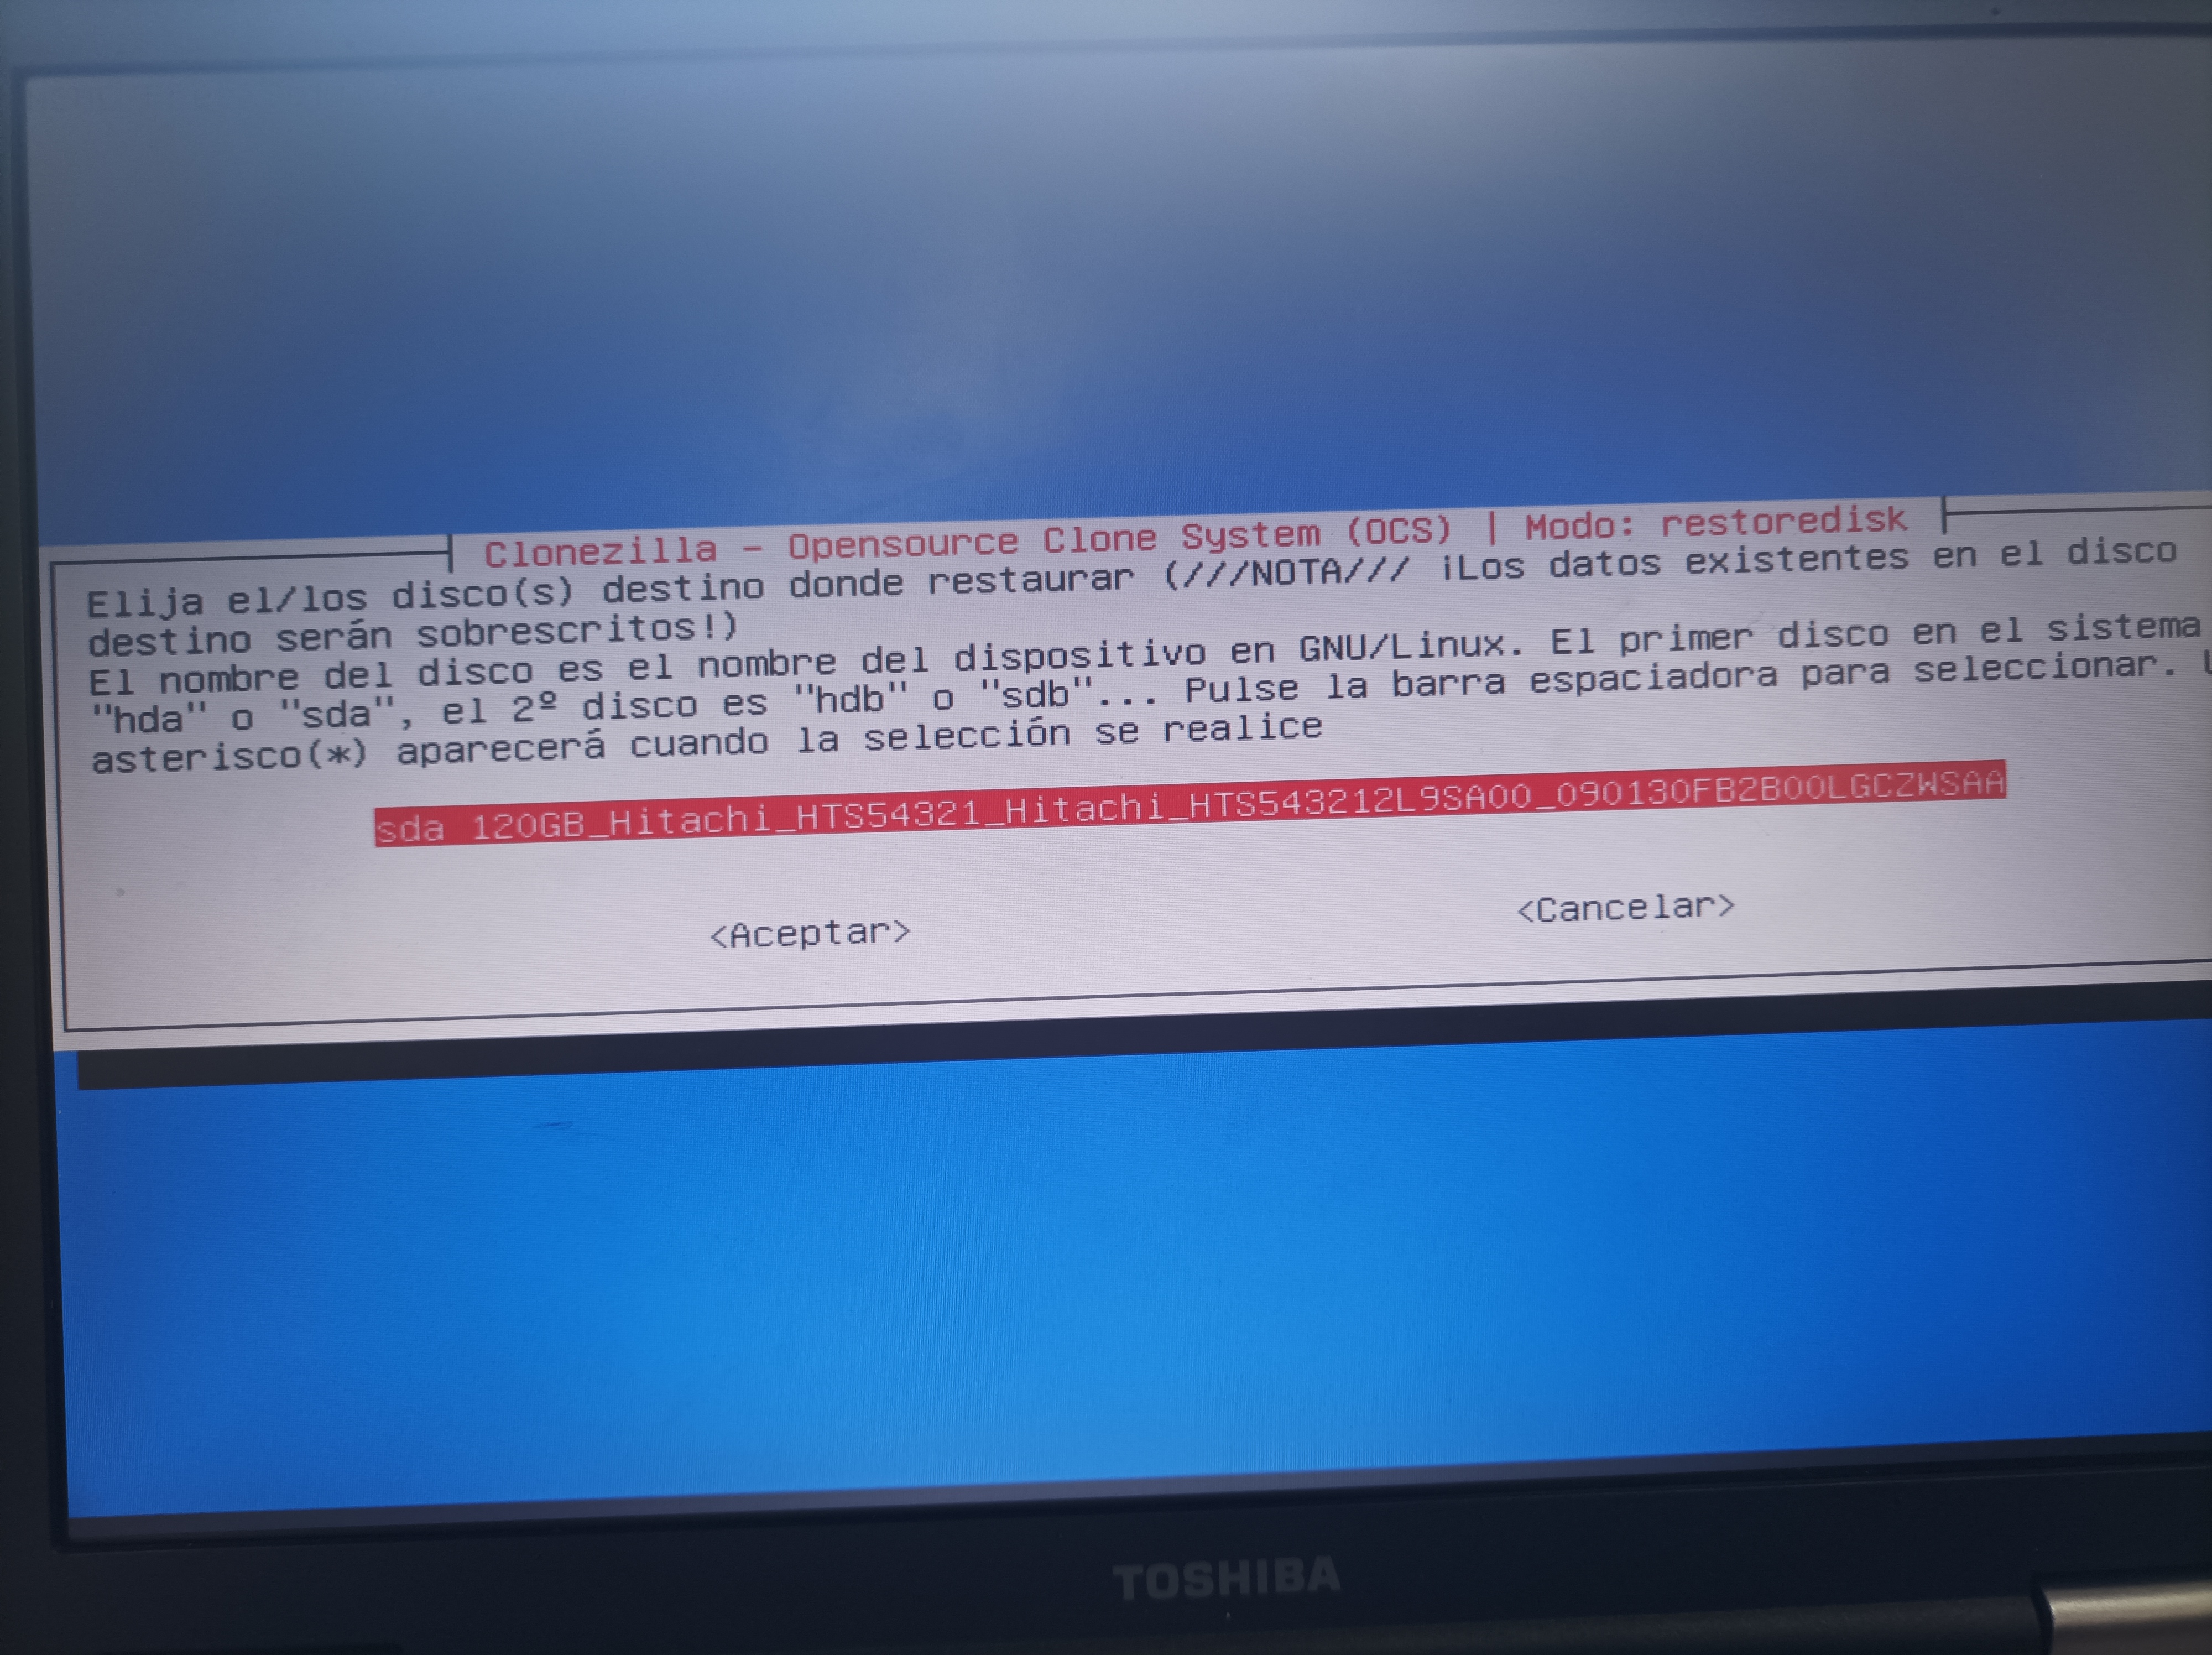 Clonezilla - Opensource Clone System (OCS) | Modo: restoredisk
Elija el/los disco(s) destino donde restaurar (///NOTA/// ¡Los datos existentes en el disco
destino serán sobrescritos!)
El nombre del disco es el nombre del dispositivo en GNU/Linux. El primer disco en el sistema
"hda" o "sda", el 2º disco es "hdb" o "sdb"... Pulse la barra espaciadora para seleccionar.
asterisco(*) aparecerá cuando la selección se realice
sda 120GB_Hitachi_HTS54321_Hitachi_HTS543212L9SA00_090130FB2B00LGCZWSAA
<Aceptar> <Cancelar>
TOSHIBA